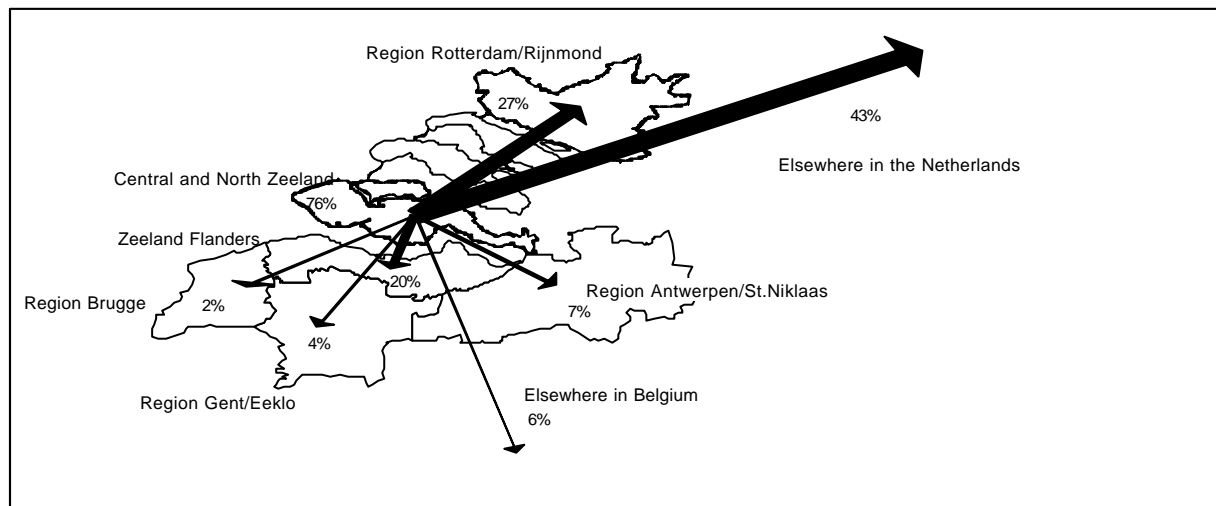 Region Rotterdam/Rijnmond
27%
43%
Elsewhere in the Netherlands
Central and North Zeeland
76%
Zeeland Flanders
20%
Region Brugge
2%
Region Antwerpen/St.Niklaas
7%
4%
Region Gent/Eeklo
Elsewhere in Belgium
6%